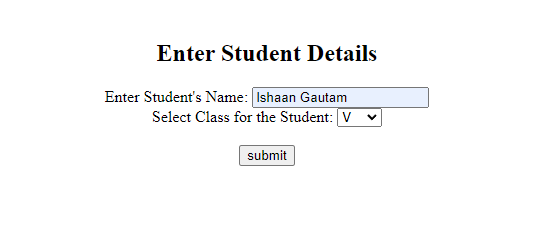 Enter Student Details
Enter Student's Name: Ishaan Gautam
Select Class for the Student: V
submit